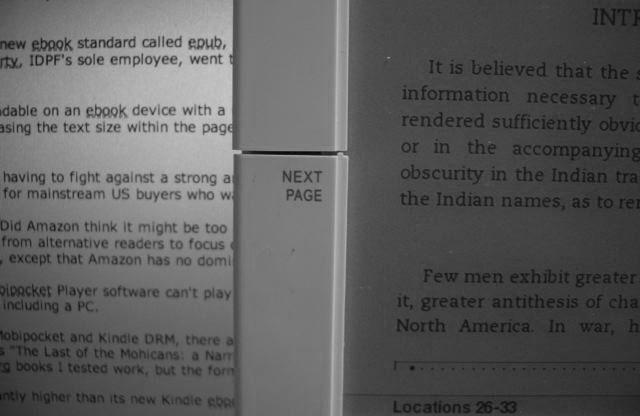 new ebook standard called epub,
rty, IDPF's sole employee, went t
dable on an ebook device with a
asing the text size within the page
having to fight against a strong a
for mainstream US buyers who wa
Did Amazon think it might be too
from alternative readers to focus
, except that Amazon has no domi
bipocket Player software can't play
including a PC.
Mobipocket and Kindle DRM, there a
s "The Last of the Mohicans: a Narr
rg books I tested work, but the form
antly higher than its new Kindle eboo
NEXT
PAGE
INTR
It is believed that the s
information necessary t
rendered sufficiently obvio
or in the accompanying
obscurity in the Indian tra
the Indian names, as to ren
Few men exhibit greater
it, greater antithesis of cha
North America. In war, h
Locations 26-33